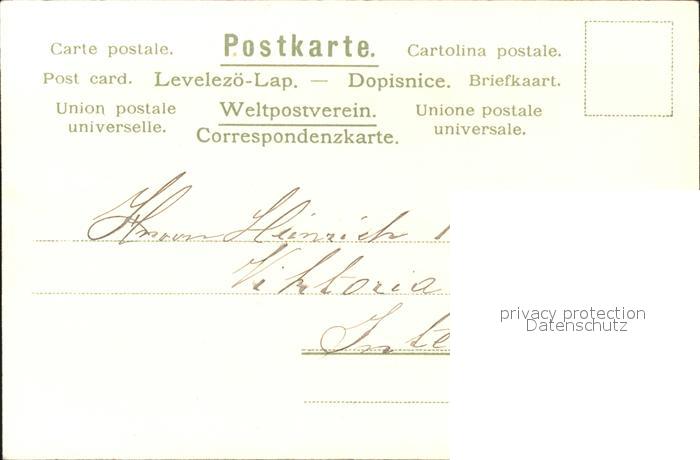 Carte postale. Postkarte. Cartolina postale.
Post card. Levelezö-Lap. — Dopisnice. Briefkaart.
Union postale universelle. Weltpostverein. Unione postale universale.
Correspondenzkarte.
Herrn Heinrich
Viktoria
Inte
privacy protection
Datenschutz